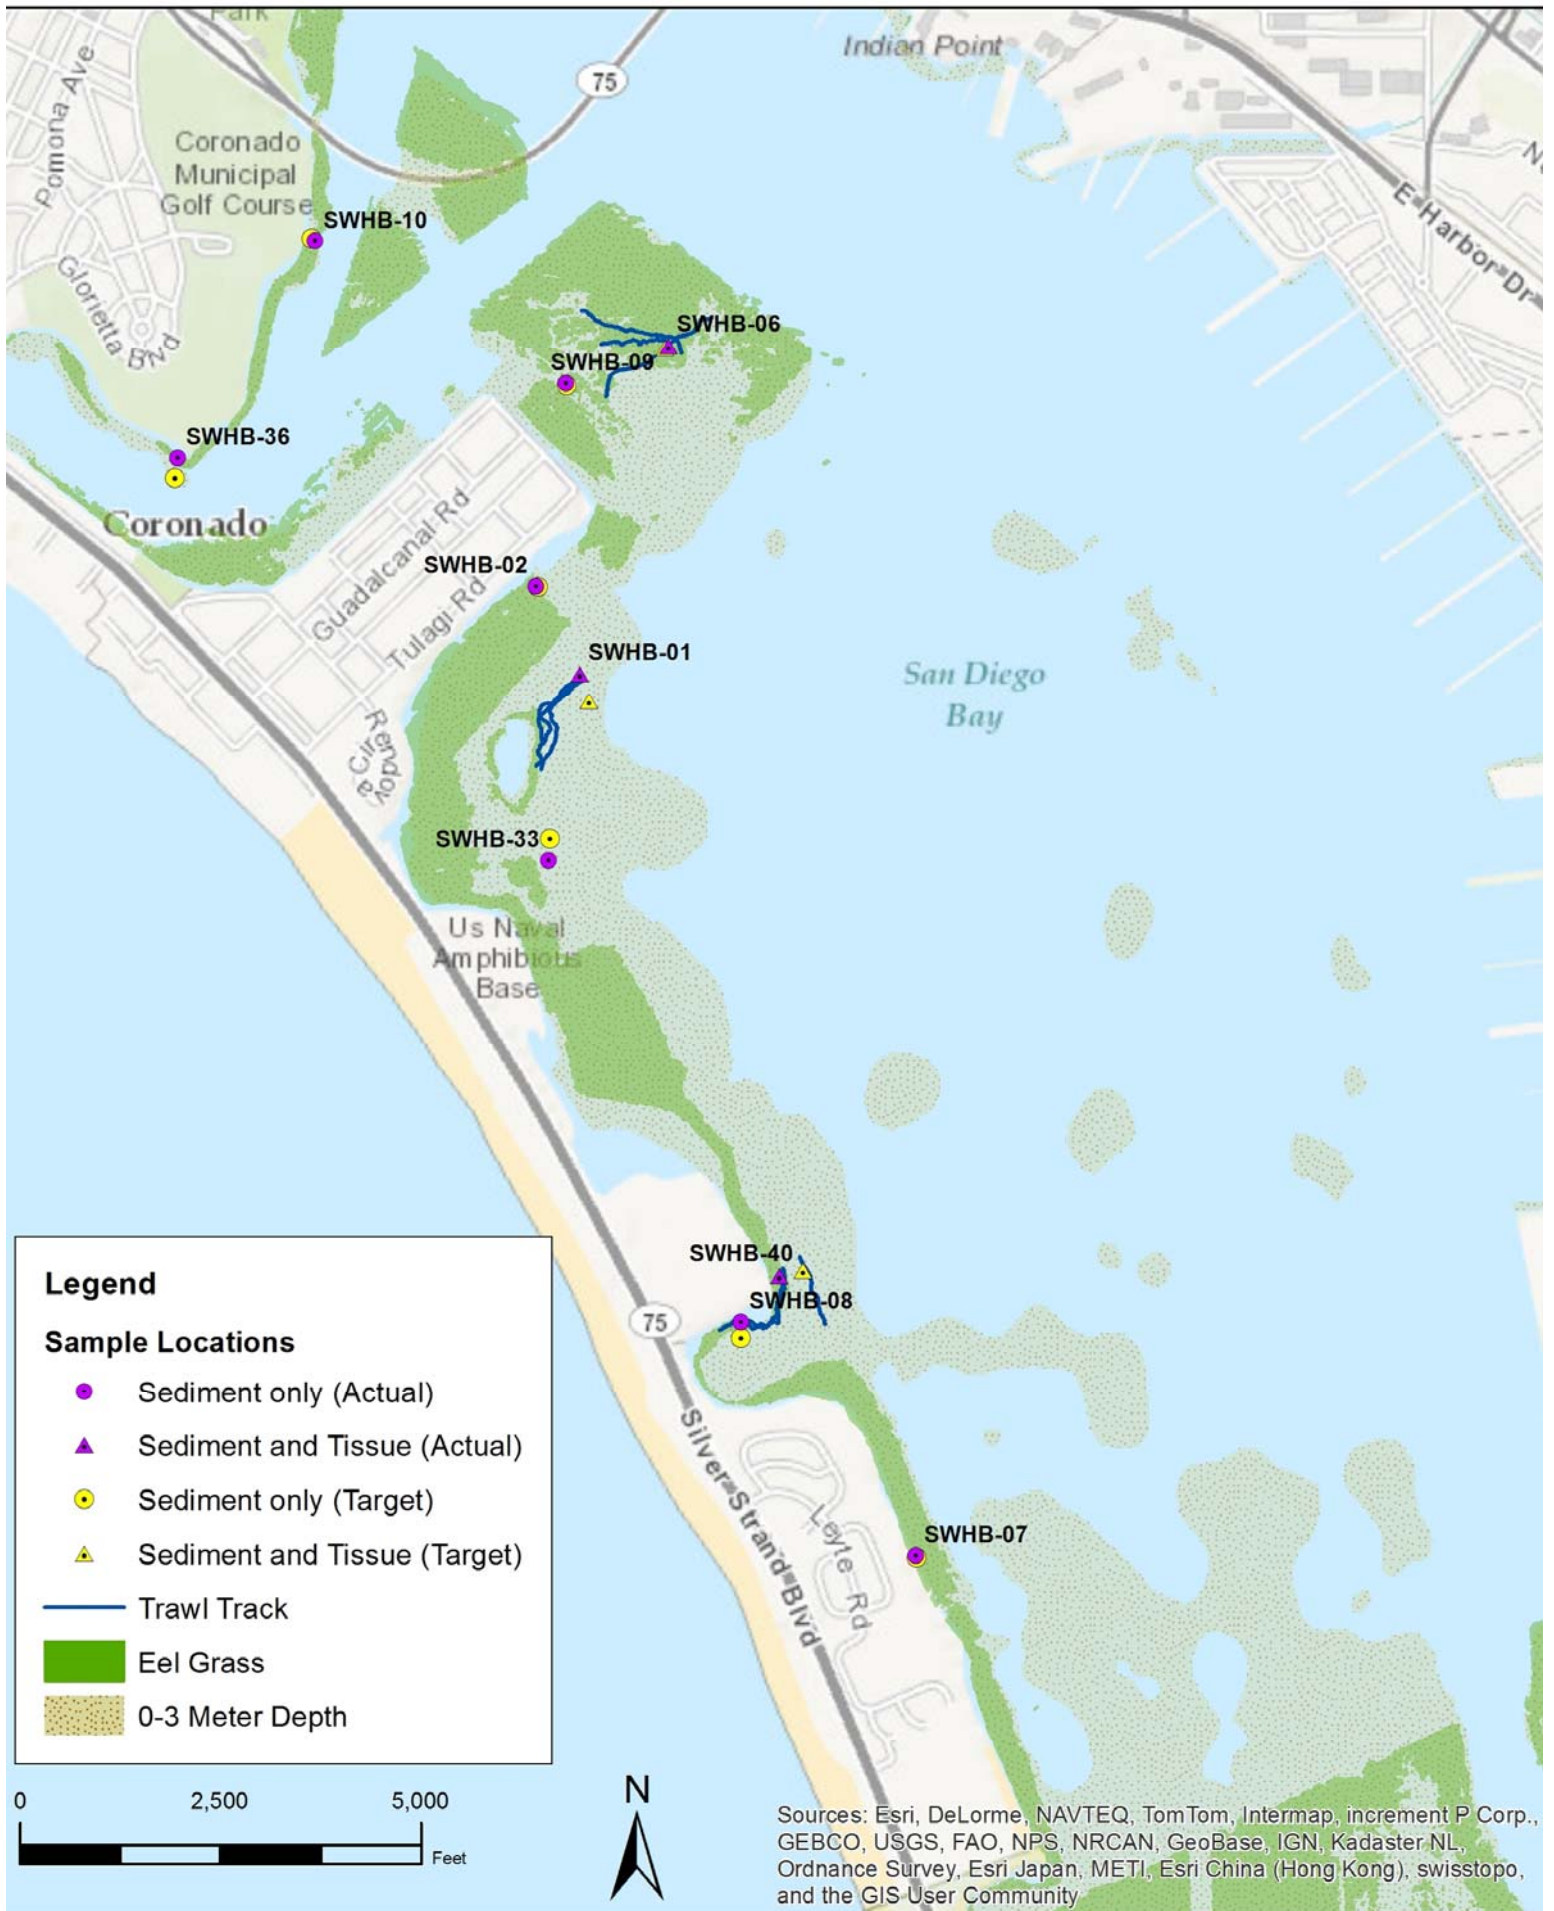 Park
Indian Point
75
Pomona Ave
Coronado
Municipal
Golf Course
SWHB-10
E Harbor Dr
Glorietta Blvd
SWHB-06
SWHB-09
SWHB-36
Coronado
Guadalcanal Rd
SWHB-02
Tulagi Rd
SWHB-01
San Diego
Bay
Rendov
a Cir
SWHB-33
Us Naval
Amphibious
Base
SWHB-40
SWHB-08
75
Silver Strand Blvd
Leyte Rd
SWHB-07
Legend
Sample Locations
Sediment only (Actual)
Sediment and Tissue (Actual)
Sediment only (Target)
Sediment and Tissue (Target)
Trawl Track
Eel Grass
0-3 Meter Depth
0 2,500 5,000
Feet
N
Sources: Esri, DeLorme, NAVTEQ, TomTom, Intermap, increment P Corp.,
GEBCO, USGS, FAO, NPS, NRCAN, GeoBase, IGN, Kadaster NL,
Ordnance Survey, Esri Japan, METI, Esri China (Hong Kong), swisstopo,
and the GIS User Community